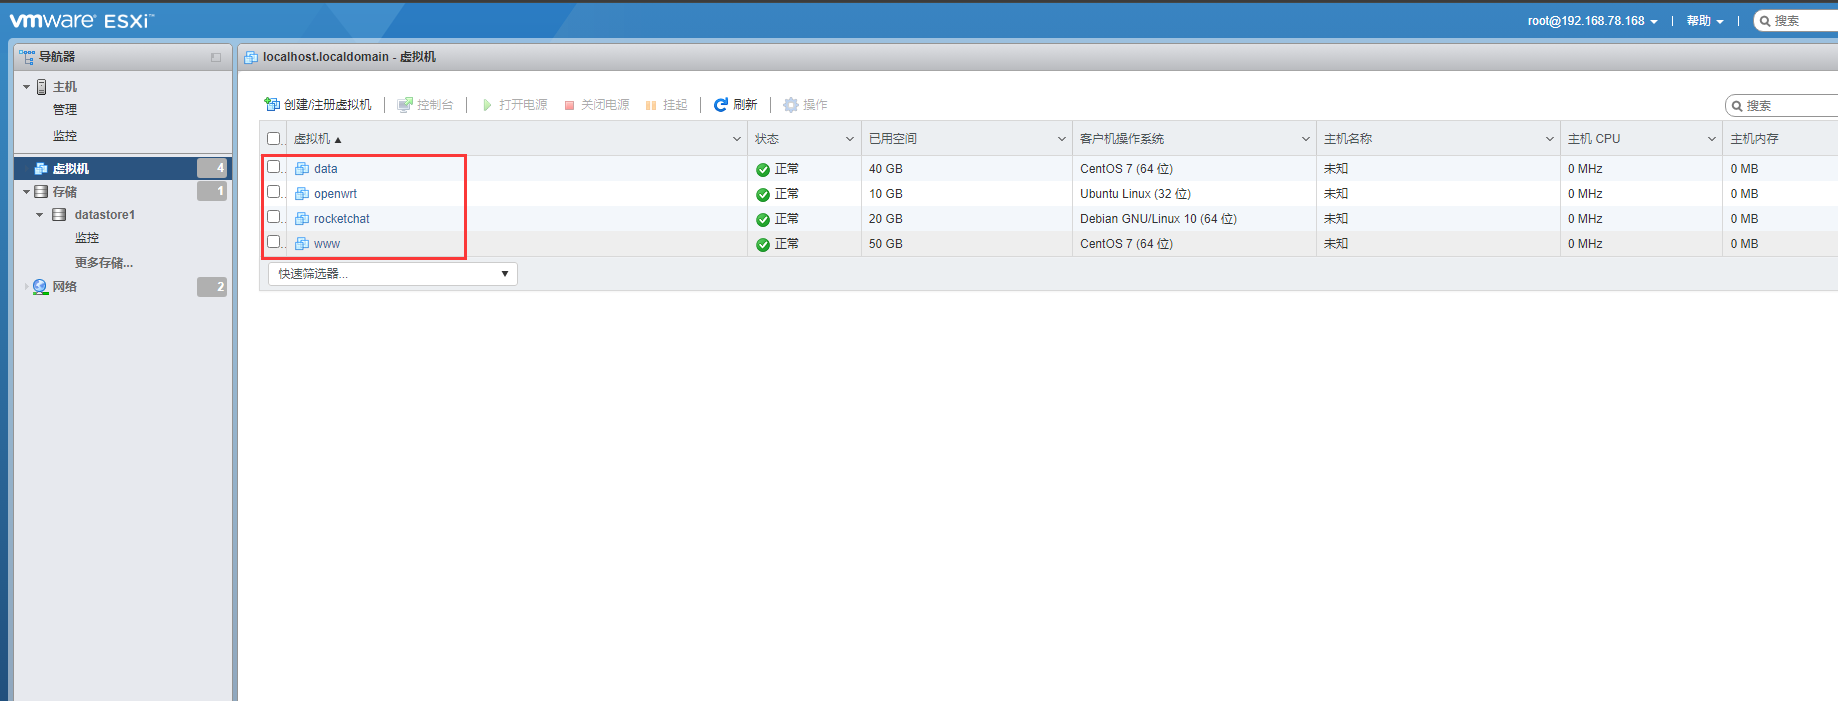 vmware ESXi
root@192.168.78.168 | 帮助 | 搜索
导航器
主机
管理
监控
虚拟机 4
存储 1
datastore1
监控
更多存储...
网络 2
localhost.localdomain - 虚拟机
创建/注册虚拟机 | 控制台 | 打开电源 关闭电源 挂起 | 刷新 | 操作
搜索
虚拟机 ▲ 状态 已用空间 客户机操作系统 主机名称 主机 CPU 主机内存
data 正常 40 GB CentOS 7 (64 位) 未知 0 MHz 0 MB
openwrt 正常 10 GB Ubuntu Linux (32 位) 未知 0 MHz 0 MB
rocketchat 正常 20 GB Debian GNU/Linux 10 (64 位) 未知 0 MHz 0 MB
www 正常 50 GB CentOS 7 (64 位) 未知 0 MHz 0 MB
快速筛选器...